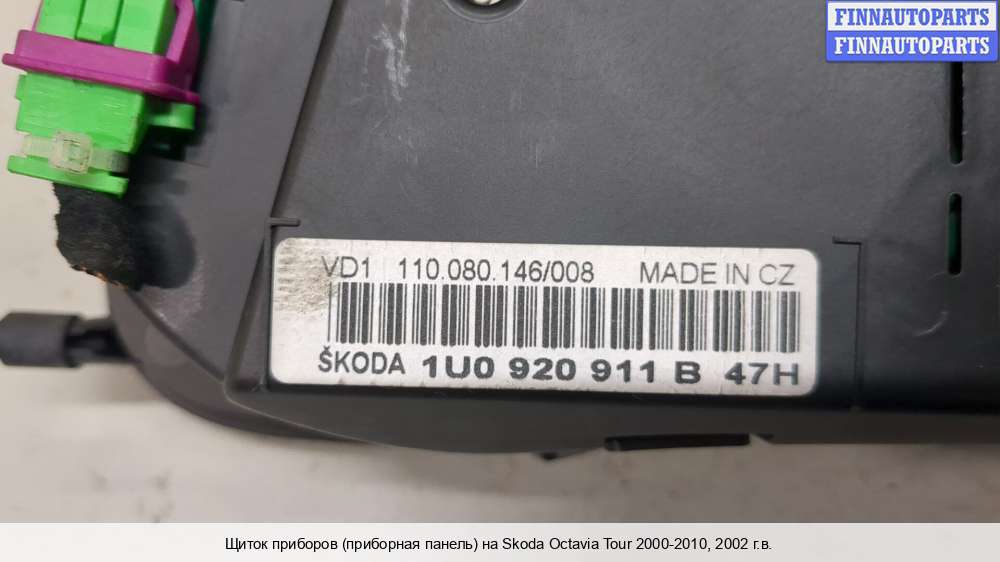 FINNAUTOPARTS
FINNAUTOPARTS
VD1 110.080.146/008 MADE IN CZ
ŠKODA 1U0 920 911 B 47H
Щиток приборов (приборная панель) на Skoda Octavia Tour 2000-2010, 2002 г.в.